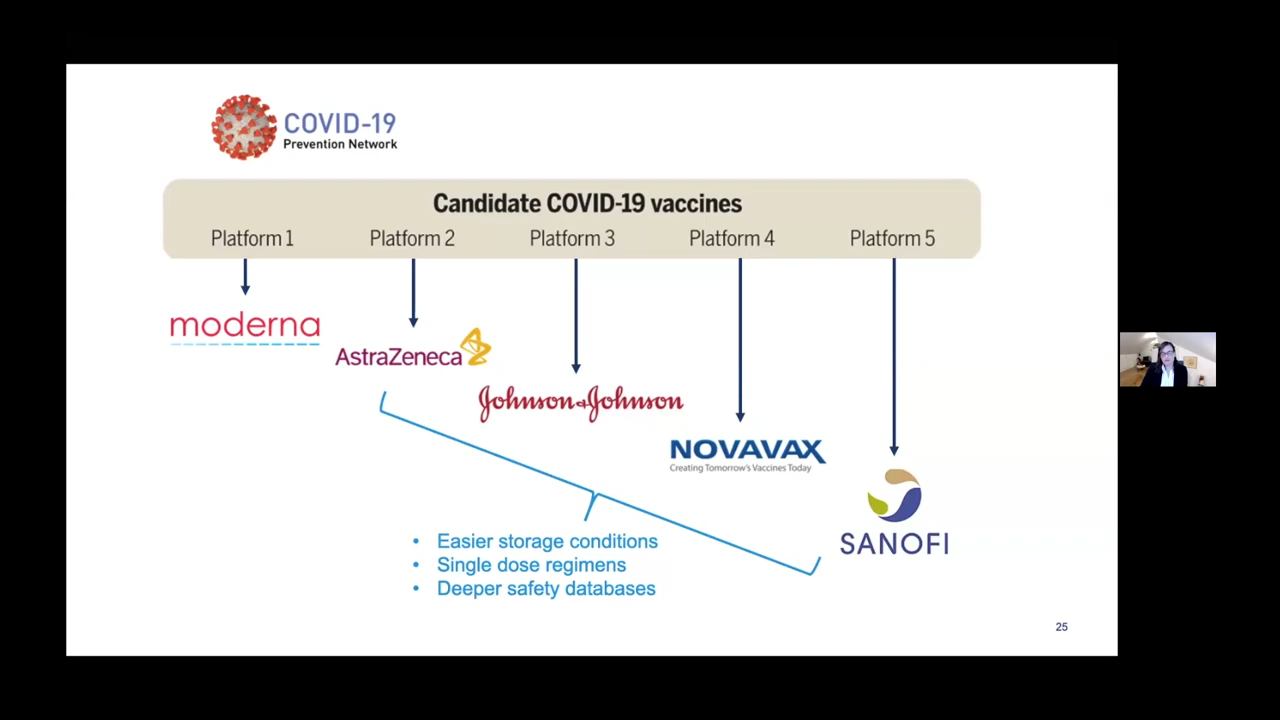 COVID-19
Prevention Network
Candidate COVID-19 vaccines
Platform 1 Platform 2 Platform 3 Platform 4 Platform 5
moderna
AstraZeneca
Johnson & Johnson
NOVAVAX
Creating Tomorrow's Vaccines Today
SANOFI
• Easier storage conditions
• Single dose regimens
• Deeper safety databases
25